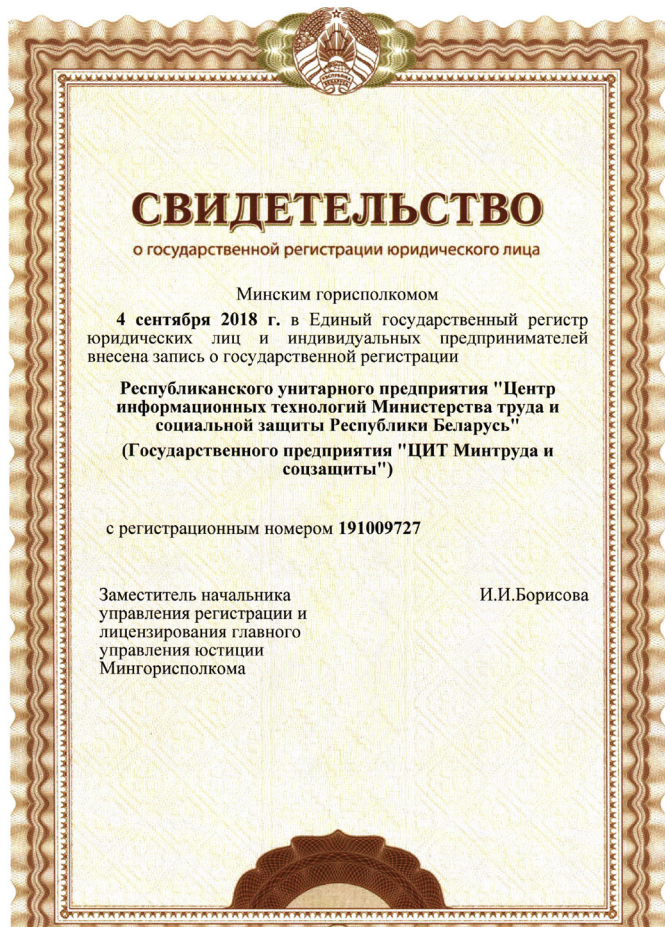 СВИДЕТЕЛЬСТВО
о государственной регистрации юридического лица
Минским горисполкомом
4 сентября 2018 г. в Единый государственный регистр
юридических лиц и индивидуальных предпринимателей
внесена запись о государственной регистрации
Республиканского унитарного предприятия "Центр
информационных технологий Министерства труда и
социальной защиты Республики Беларусь"
(Государственного предприятия "ЦИТ Минтруда и
соцзащиты")
с регистрационным номером 191009727
Заместитель начальника И.И.Борисова
управления регистрации и
лицензирования главного
управления юстиции
Мингорисполкома